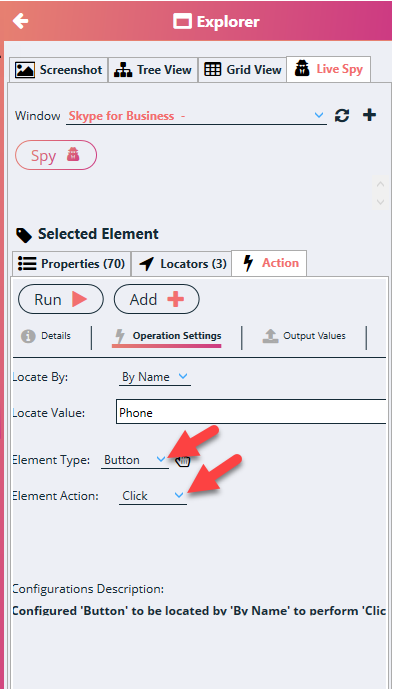 Explorer
Screenshot Tree View Grid View Live Spy
Window Skype for Business -
Spy
Selected Element
Properties (70) Locators (3) Action
Run Add
Details Operation Settings Output Values
Locate By: By Name
Locate Value: Phone
Element Type: Button
Element Action: Click
Configurations Description:
Configured 'Button' to be located by 'By Name' to perform 'Clic